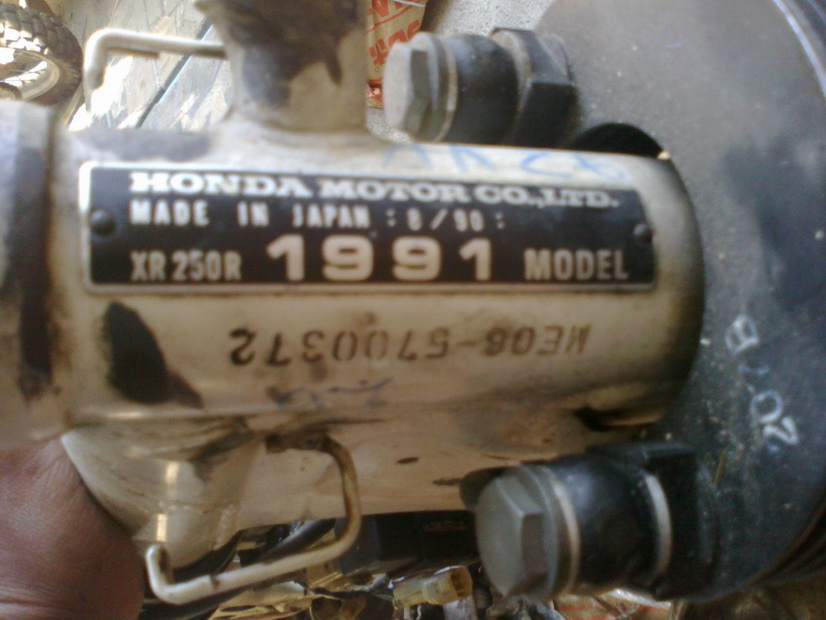 HONDA MOTOR CO.,LTD.
MADE IN JAPAN : 8/90 :
XR250R 1991 MODEL
ME08-5700372